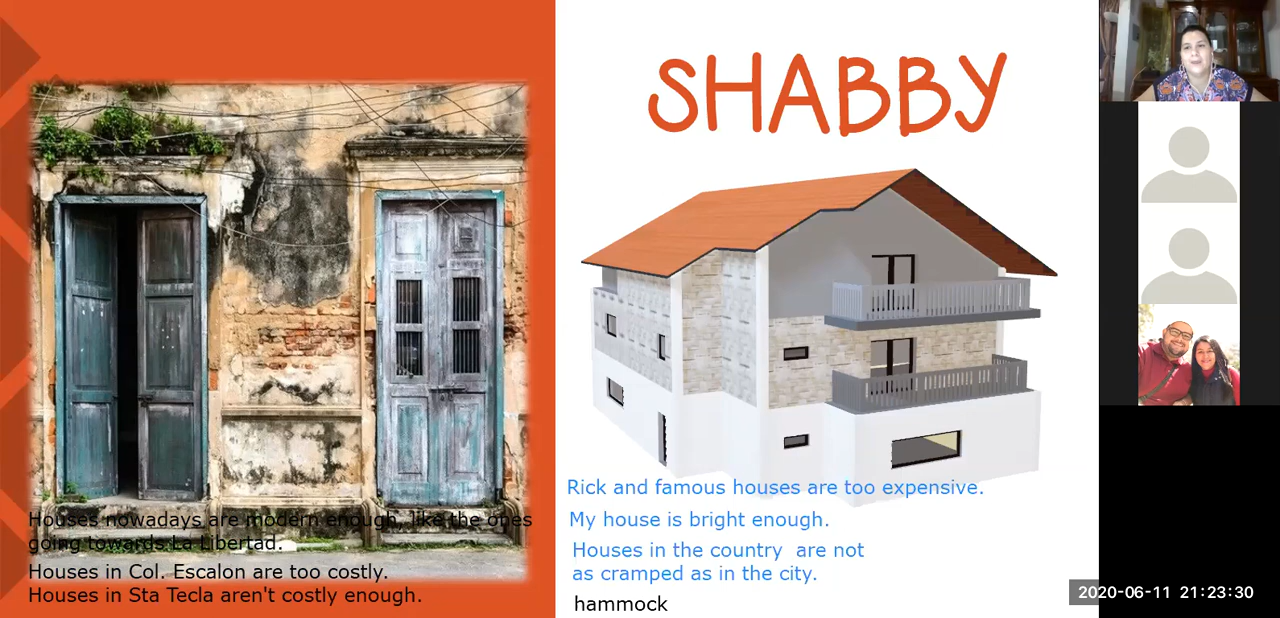 SHABBY
Houses nowadays are modern enough, like the ones
going towards La Libertad.
Houses in Col. Escalon are too costly.
Houses in Sta Tecla aren't costly enough.
Rick and famous houses are too expensive.
My house is bright enough.
Houses in the country  are not
as cramped as in the city.
hammock
2020-06-11  21:23:30